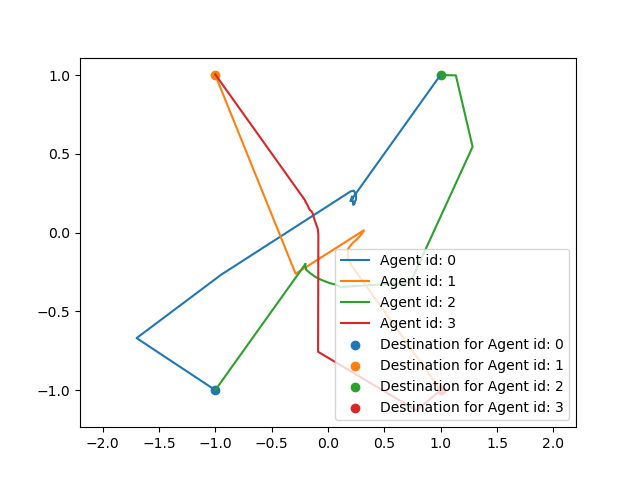 1.0
0.5
0.0
−0.5
−1.0
Agent id: 0
Agent id: 1
Agent id: 2
Agent id: 3
Destination for Agent id: 0
Destination for Agent id: 1
Destination for Agent id: 2
Destination for Agent id: 3
−2.0 −1.5 −1.0 −0.5 0.0 0.5 1.0 1.5 2.0